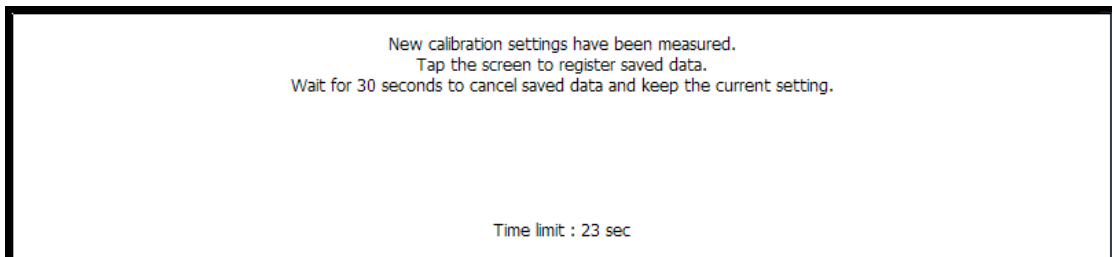 New calibration settings have been measured.
Tap the screen to register saved data.
Wait for 30 seconds to cancel saved data and keep the current setting.
Time limit : 23 sec